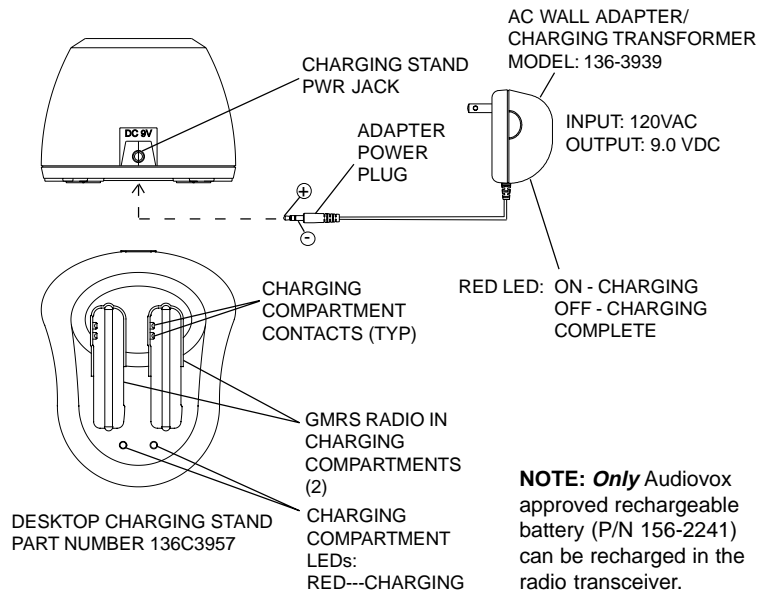 AC WALL ADAPTER/
CHARGING TRANSFORMER
MODEL: 136-3939
CHARGING STAND
PWR JACK
INPUT: 120VAC
OUTPUT: 9.0 VDC
DC 9V
ADAPTER
POWER
PLUG
+
-
RED LED: ON - CHARGING
OFF - CHARGING
COMPLETE
CHARGING
COMPARTMENT
CONTACTS (TYP)
GMRS RADIO IN
CHARGING
COMPARTMENTS
(2)
DESKTOP CHARGING STAND
PART NUMBER 136C3957
CHARGING
COMPARTMENT
LEDs:
RED---CHARGING
NOTE: Only Audiovox
approved rechargeable
battery (P/N 156-2241)
can be recharged in the
radio transceiver.